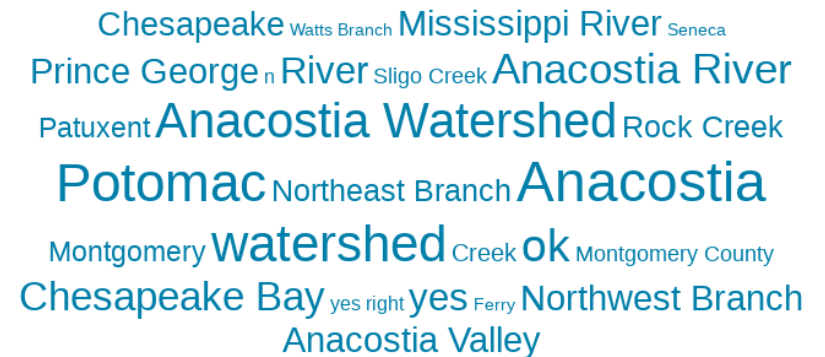 Chesapeake Watts Branch Mississippi River Seneca
Prince George n River Sligo Creek Anacostia River
Patuxent Anacostia Watershed Rock Creek
Potomac Northeast Branch Anacostia
Montgomery watershed Creek ok Montgomery County
Chesapeake Bay yes right yes Ferry Northwest Branch
Anacostia Valley